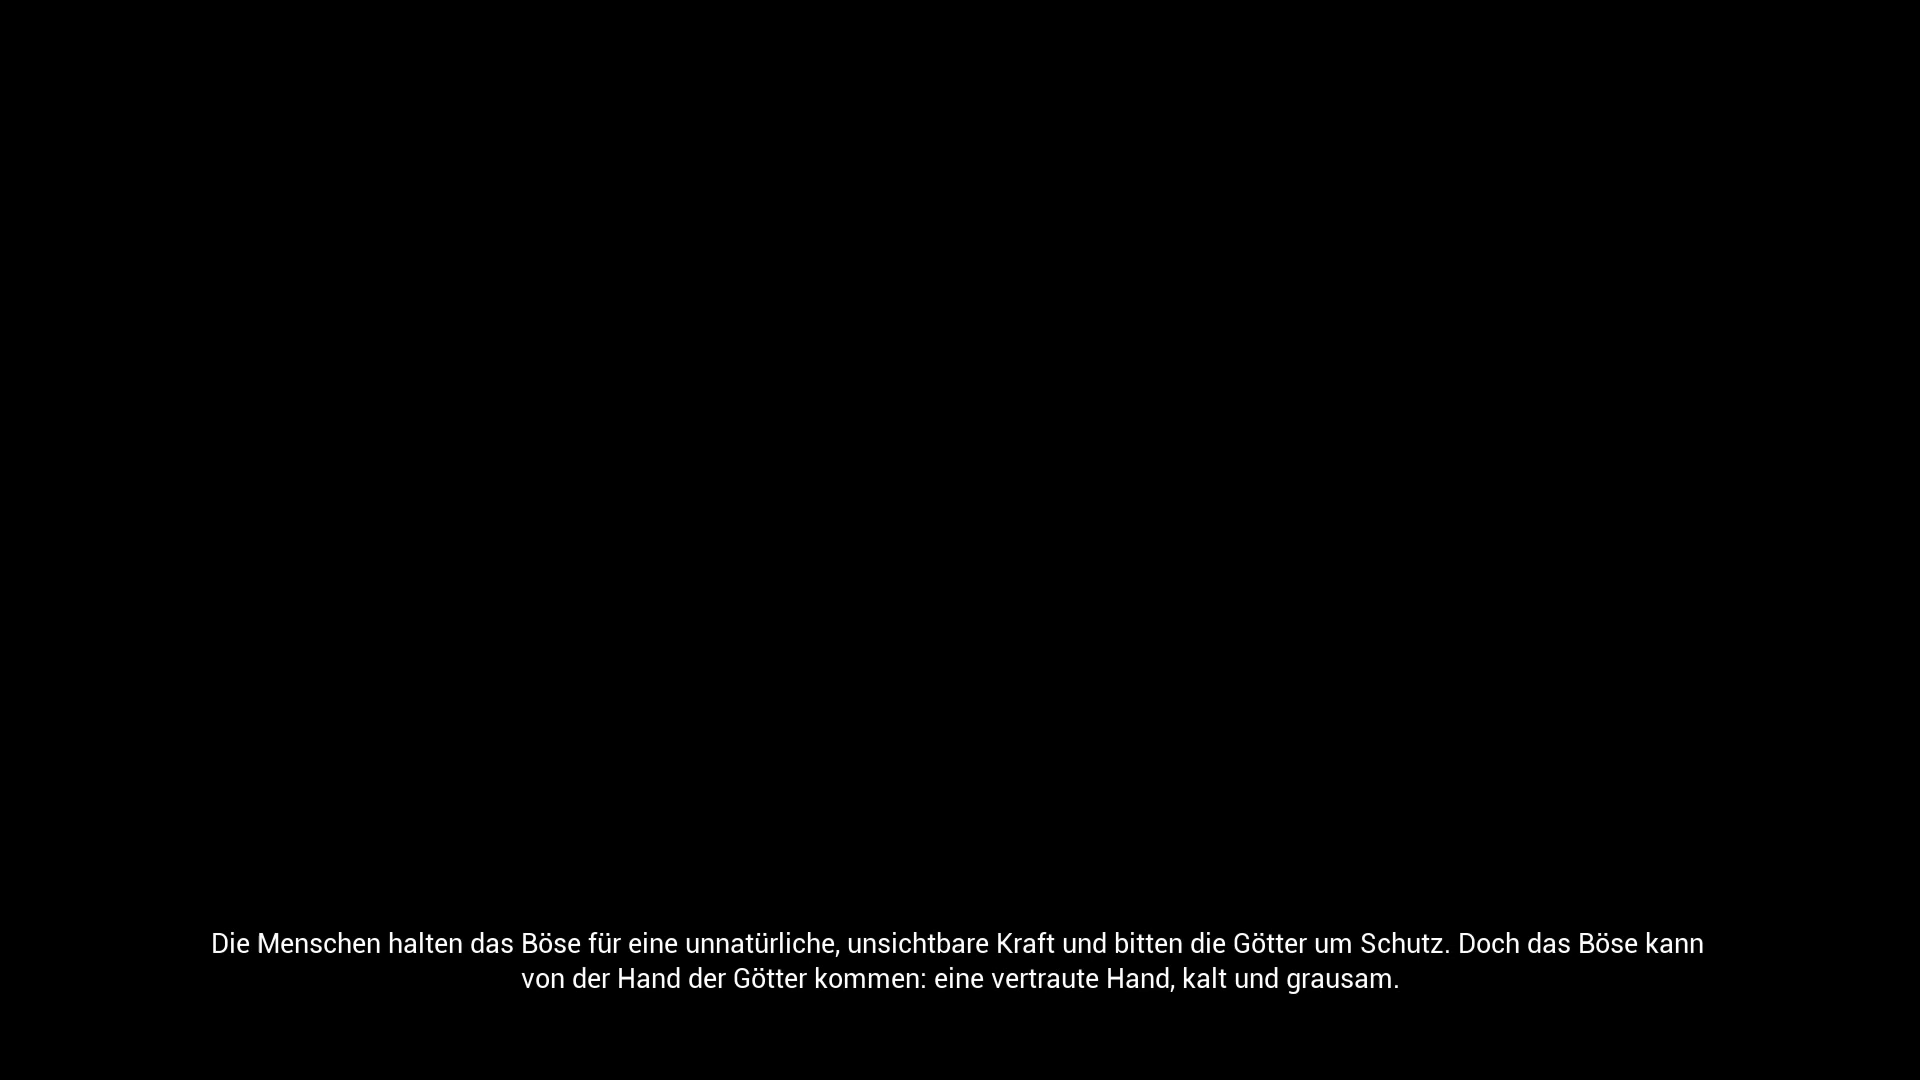 Die Menschen halten das Böse für eine unnatürliche, unsichtbare Kraft und bitten die Götter um Schutz. Doch das Böse kann
von der Hand der Götter kommen: eine vertraute Hand, kalt und grausam.